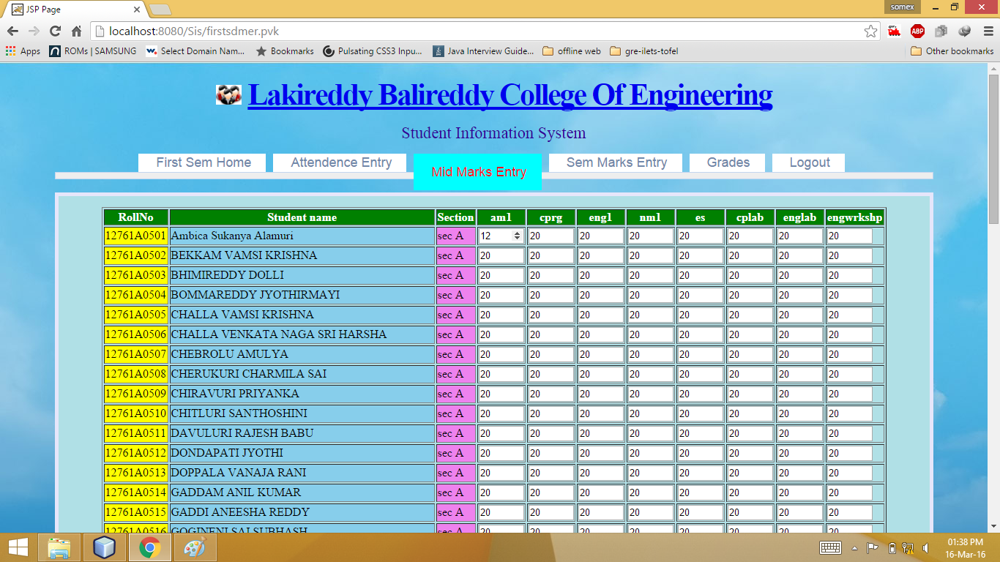 JSP Page
somex
localhost:8080/Sis/firstsdmer.pvk
ABP
Apps ROMs | SAMSUNG Select Domain Nam... Bookmarks Pulsating CSS3 Inpu... Java Interview Guide... offline web gre-ilets-tofel Other bookmarks
Lakireddy Balireddy College Of Engineering
Student Information System
First Sem Home Attendence Entry Mid Marks Entry Sem Marks Entry Grades Logout
RollNo Student name Section am1 cprg eng1 nm1 es cplab englab engwrkshp
12761A0501 Ambica Sukanya Alamuri sec A 12 20 20 20 20 20 20 20
12761A0502 BEKKAM VAMSI KRISHNA sec A 20 20 20 20 20 20 20 20
12761A0503 BHIMIREDDY DOLLI sec A 20 20 20 20 20 20 20 20
12761A0504 BOMMAREDDY JYOTHIRMAYI sec A 20 20 20 20 20 20 20 20
12761A0505 CHALLA VAMSI KRISHNA sec A 20 20 20 20 20 20 20 20
12761A0506 CHALLA VENKATA NAGA SRI HARSHA sec A 20 20 20 20 20 20 20 20
12761A0507 CHEBROLU AMULYA sec A 20 20 20 20 20 20 20 20
12761A0508 CHERUKURI CHARMILA SAI sec A 20 20 20 20 20 20 20 20
12761A0509 CHIRAVURI PRIYANKA sec A 20 20 20 20 20 20 20 20
12761A0510 CHITLURI SANTHOSHINI sec A 20 20 20 20 20 20 20 20
12761A0511 DAVULURI RAJESH BABU sec A 20 20 20 20 20 20 20 20
12761A0512 DONDAPATI JYOTHI sec A 20 20 20 20 20 20 20 20
12761A0513 DOPPALA VANAJA RANI sec A 20 20 20 20 20 20 20 20
12761A0514 GADDAM ANIL KUMAR sec A 20 20 20 20 20 20 20 20
12761A0515 GADDI ANEESHA REDDY sec A 20 20 20 20 20 20 20 20
12761A0516 GOGINENI SAI SUBHASH sec A 20 20 20 20 20 20 20 20
01:38 PM
16-Mar-16